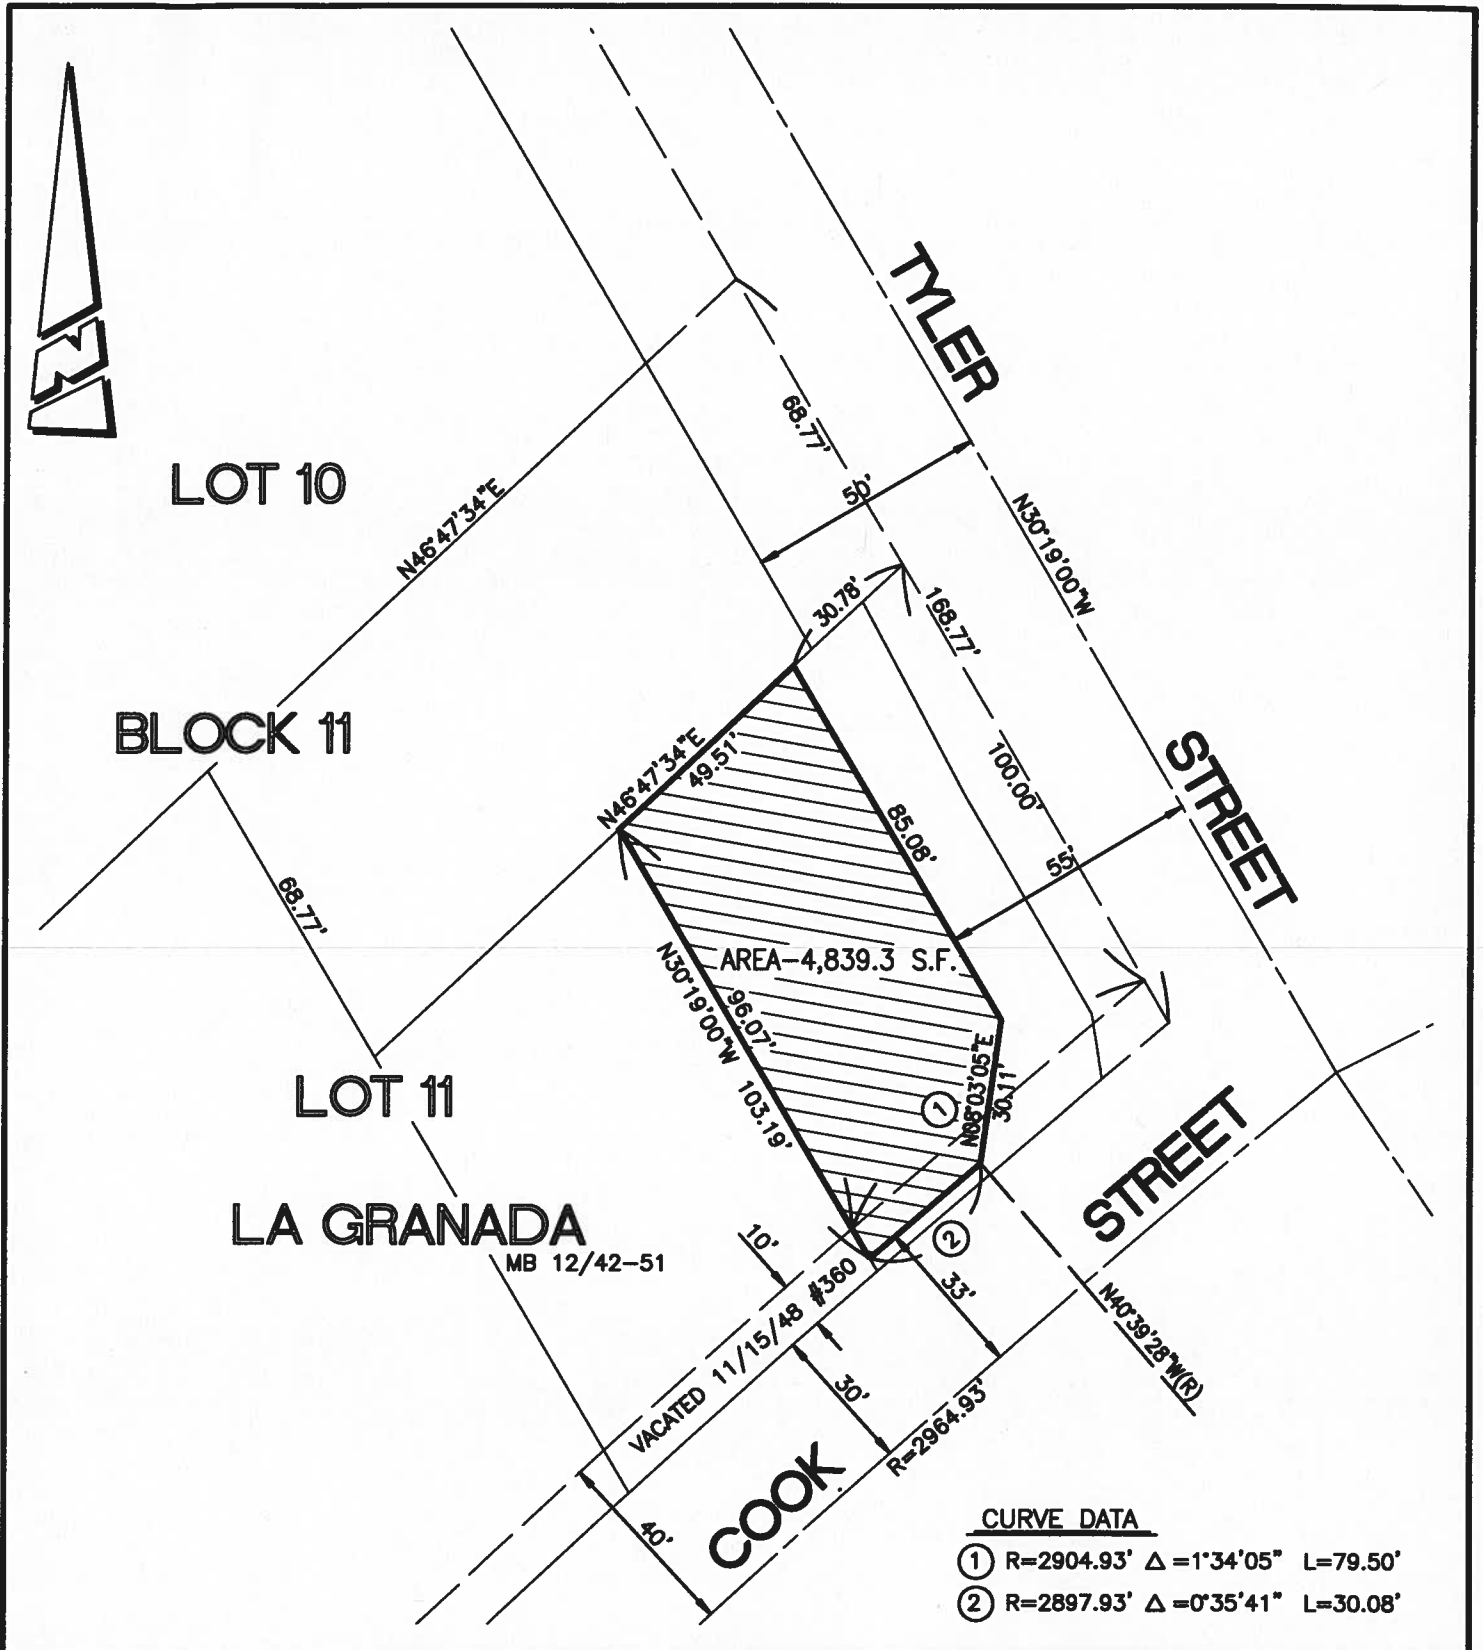 TYLER
68.77'
50'
LOT 10
N46°47'34"E
N30°19'00"W
30.78'
168.77'
BLOCK 11
STREET
N46°47'34"E
49.51'
100.00'
85.08'
55'
68.77'
AREA-4,839.3 S.F.
N30°19'00"W
96.07'
103.19'
N08°03'05"E
30.11'
1
LOT 11
STREET
LA GRANADA
MB 12/42-51
10'
2
33'
VACATED 11/15/48 #360
N40°39'28"W(R)
30'
R=2964.93'
COOK
40'
CURVE DATA
1 R=2904.93' Δ=1°34'05" L=79.50'
2 R=2897.93' Δ=0°35'41" L=30.08'
N